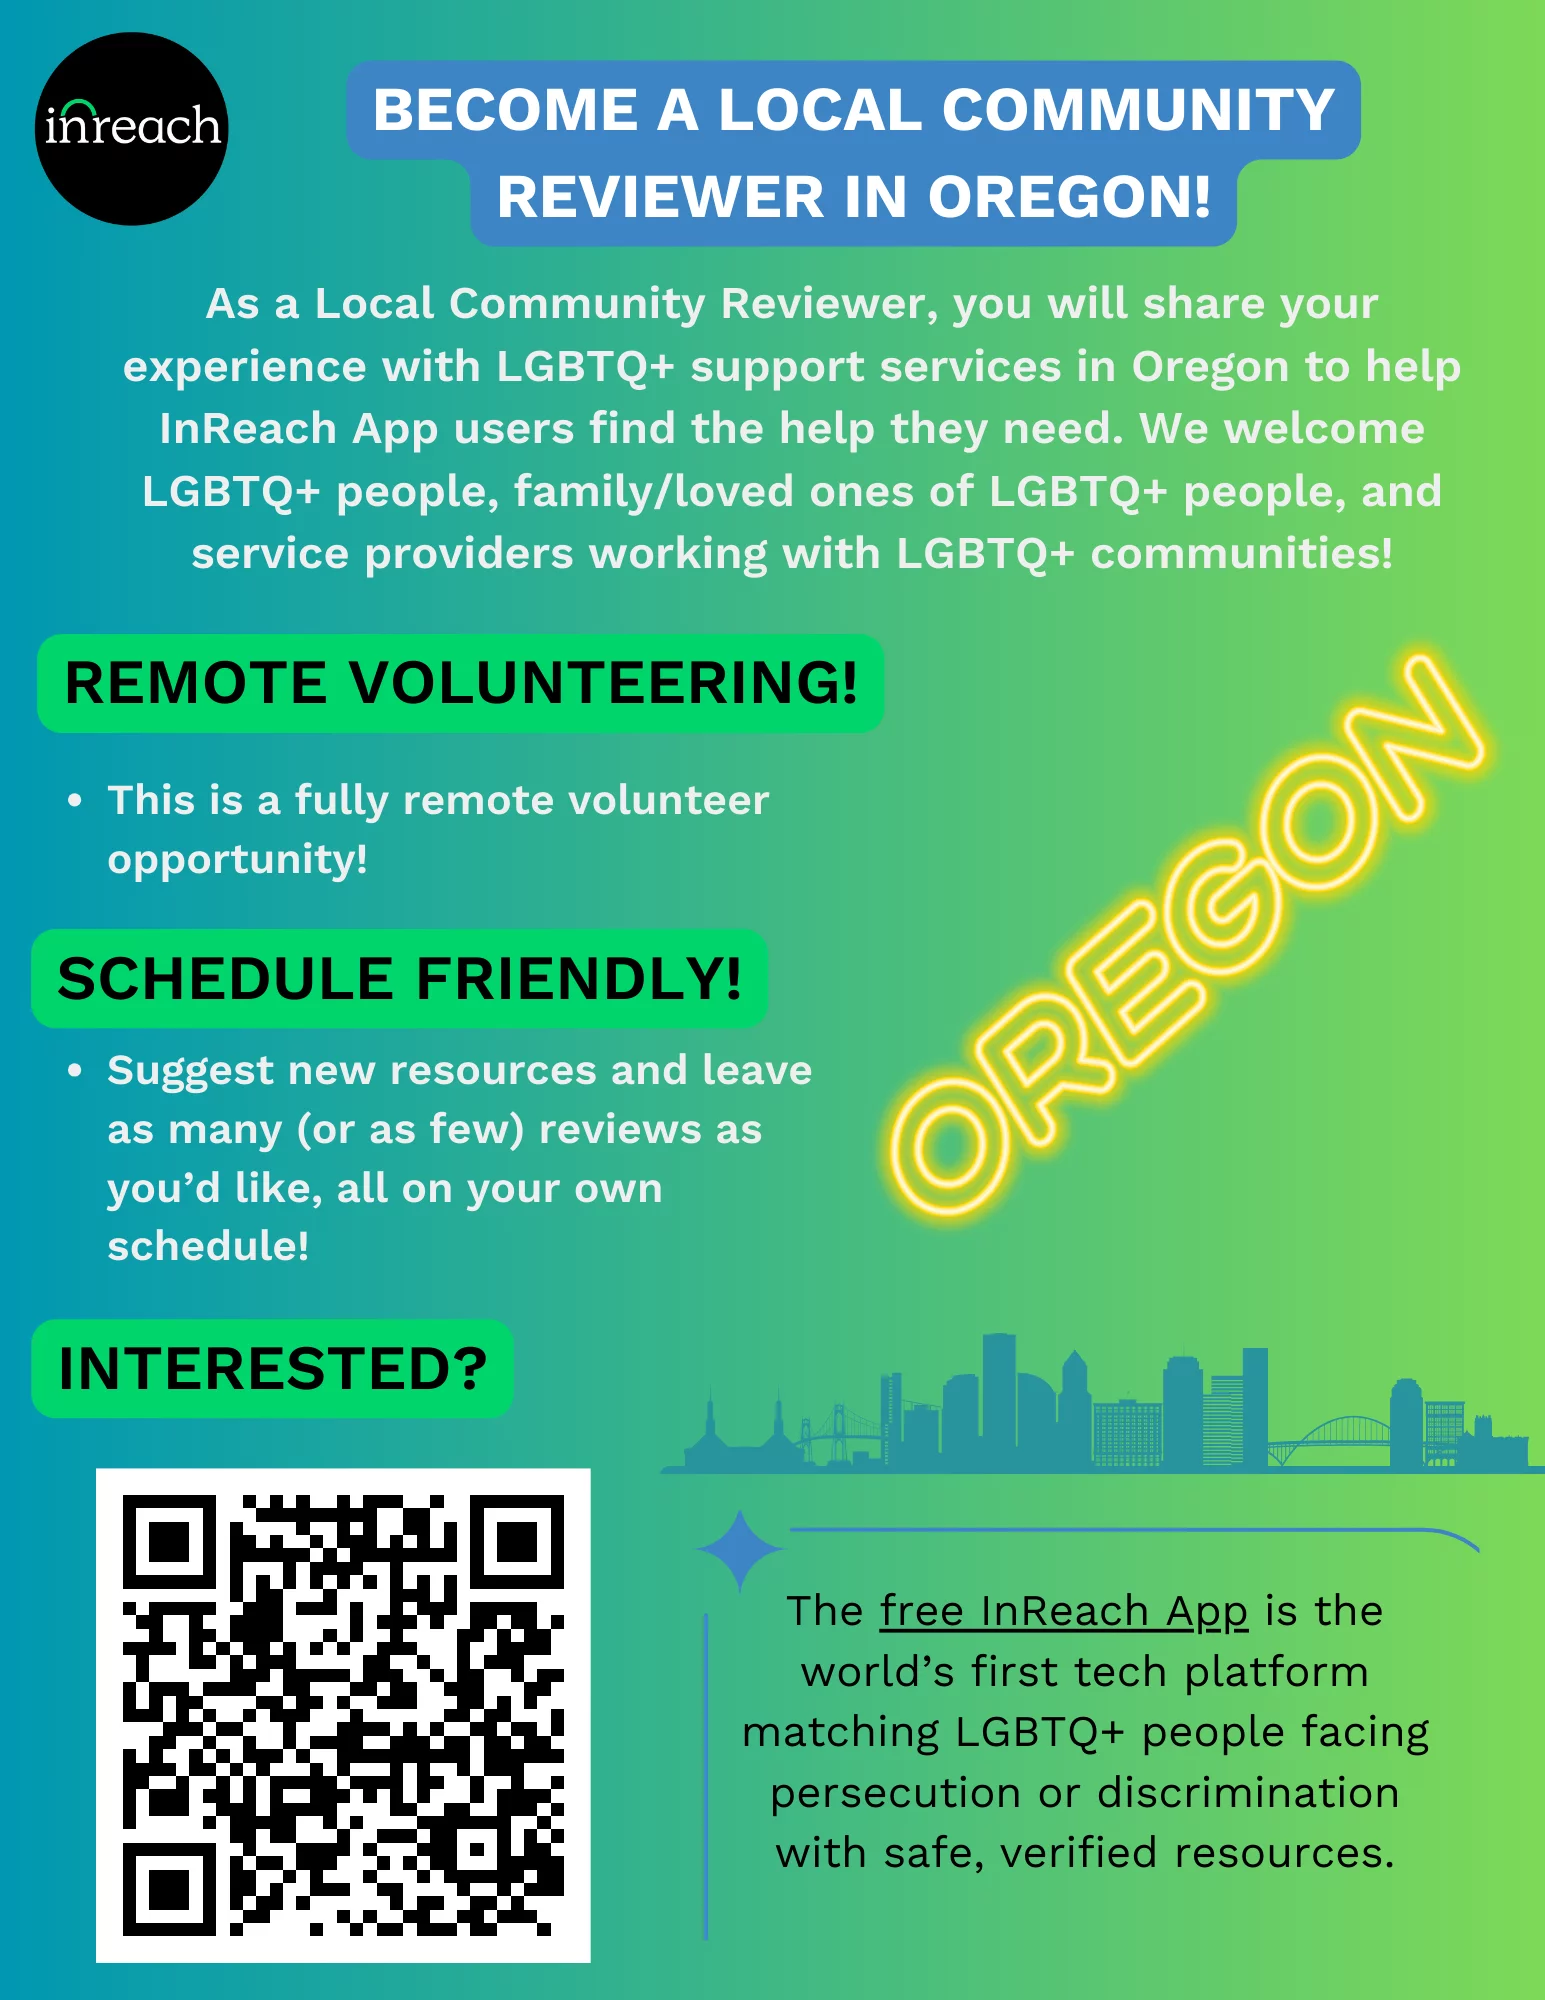 inreach
BECOME A LOCAL COMMUNITY
REVIEWER IN OREGON!
As a Local Community Reviewer, you will share your
experience with LGBTQ+ support services in Oregon to help
InReach App users find the help they need. We welcome
LGBTQ+ people, family/loved ones of LGBTQ+ people, and
service providers working with LGBTQ+ communities!
REMOTE VOLUNTEERING!
• This is a fully remote volunteer
opportunity!
SCHEDULE FRIENDLY!
• Suggest new resources and leave
as many (or as few) reviews as
you’d like, all on your own
schedule!
OREGON
INTERESTED?
The free InReach App is the
world’s first tech platform
matching LGBTQ+ people facing
persecution or discrimination
with safe, verified resources.